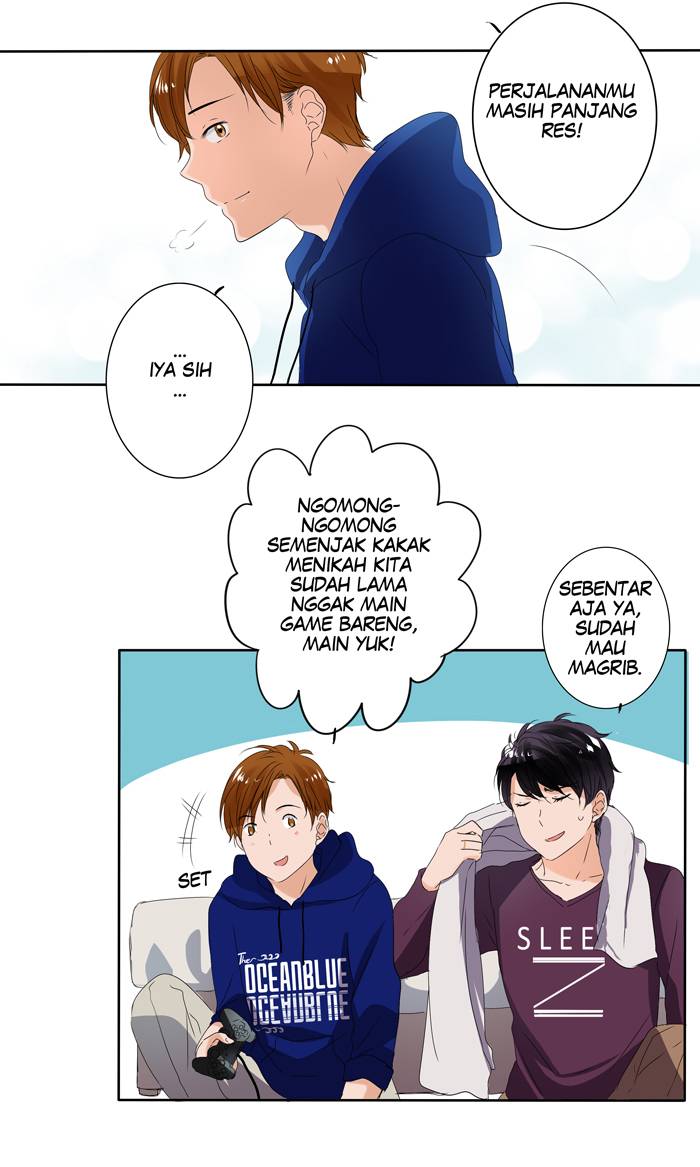 PERJALANANMU
MASIH PANJANG
RES!
...
IYA SIH
...
NGOMONG-
NGOMONG
SEMENJAK KAKAK
MENIKAH KITA
SUDAH LAMA
NGGAK MAIN
GAME BARENG,
MAIN YUK!
SEBENTAR
AJA YA,
SUDAH
MAU
MAGRIB.
SET
OCEANBLUE
SLEE
Z